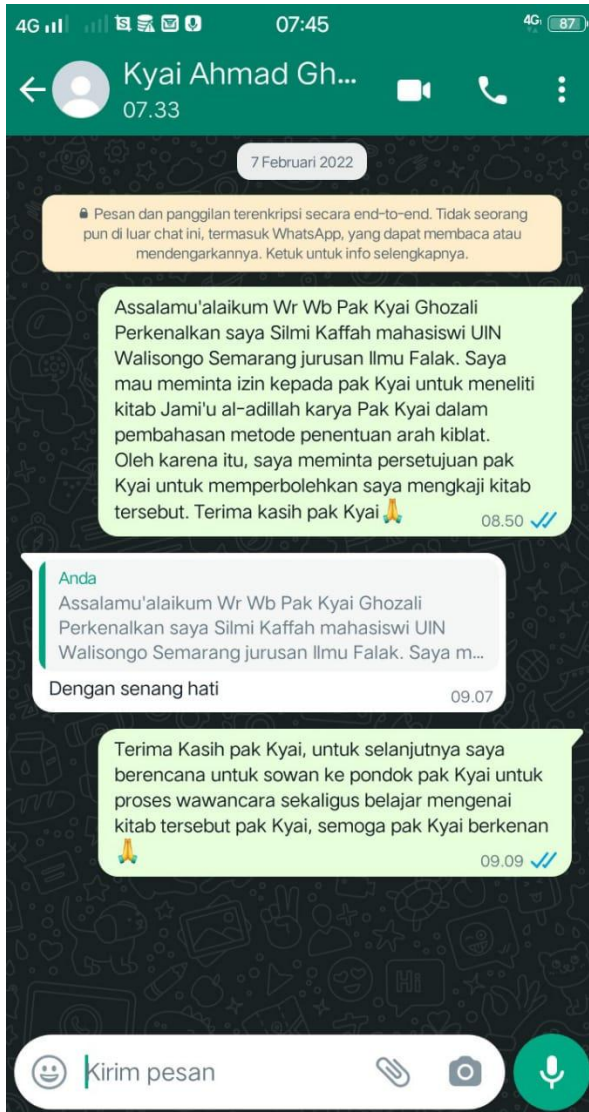 4G 07:45 4G 87
Kyai Ahmad Gh...
07.33
7 Februari 2022
Pesan dan panggilan terenkripsi secara end-to-end. Tidak seorang
pun di luar chat ini, termasuk WhatsApp, yang dapat membaca atau
mendengarkannya. Ketuk untuk info selengkapnya.
Assalamu'alaikum Wr Wb Pak Kyai Ghozali
Perkenalkan saya Silmi Kaffah mahasiswi UIN
Walisongo Semarang jurusan Ilmu Falak. Saya
mau meminta izin kepada pak Kyai untuk meneliti
kitab Jami'u al-adillah karya Pak Kyai dalam
pembahasan metode penentuan arah kiblat.
Oleh karena itu, saya meminta persetujuan pak
Kyai untuk memperbolehkan saya mengkaji kitab
tersebut. Terima kasih pak Kyai🙏 08.50
Anda
Assalamu'alaikum Wr Wb Pak Kyai Ghozali
Perkenalkan saya Silmi Kaffah mahasiswi UIN
Walisongo Semarang jurusan Ilmu Falak. Saya m...
Dengan senang hati 09.07
Terima Kasih pak Kyai, untuk selanjutnya saya
berencana untuk sowan ke pondok pak Kyai untuk
proses wawancara sekaligus belajar mengenai
kitab tersebut pak Kyai, semoga pak Kyai berkenan
🙏 09.09
Kirim pesan